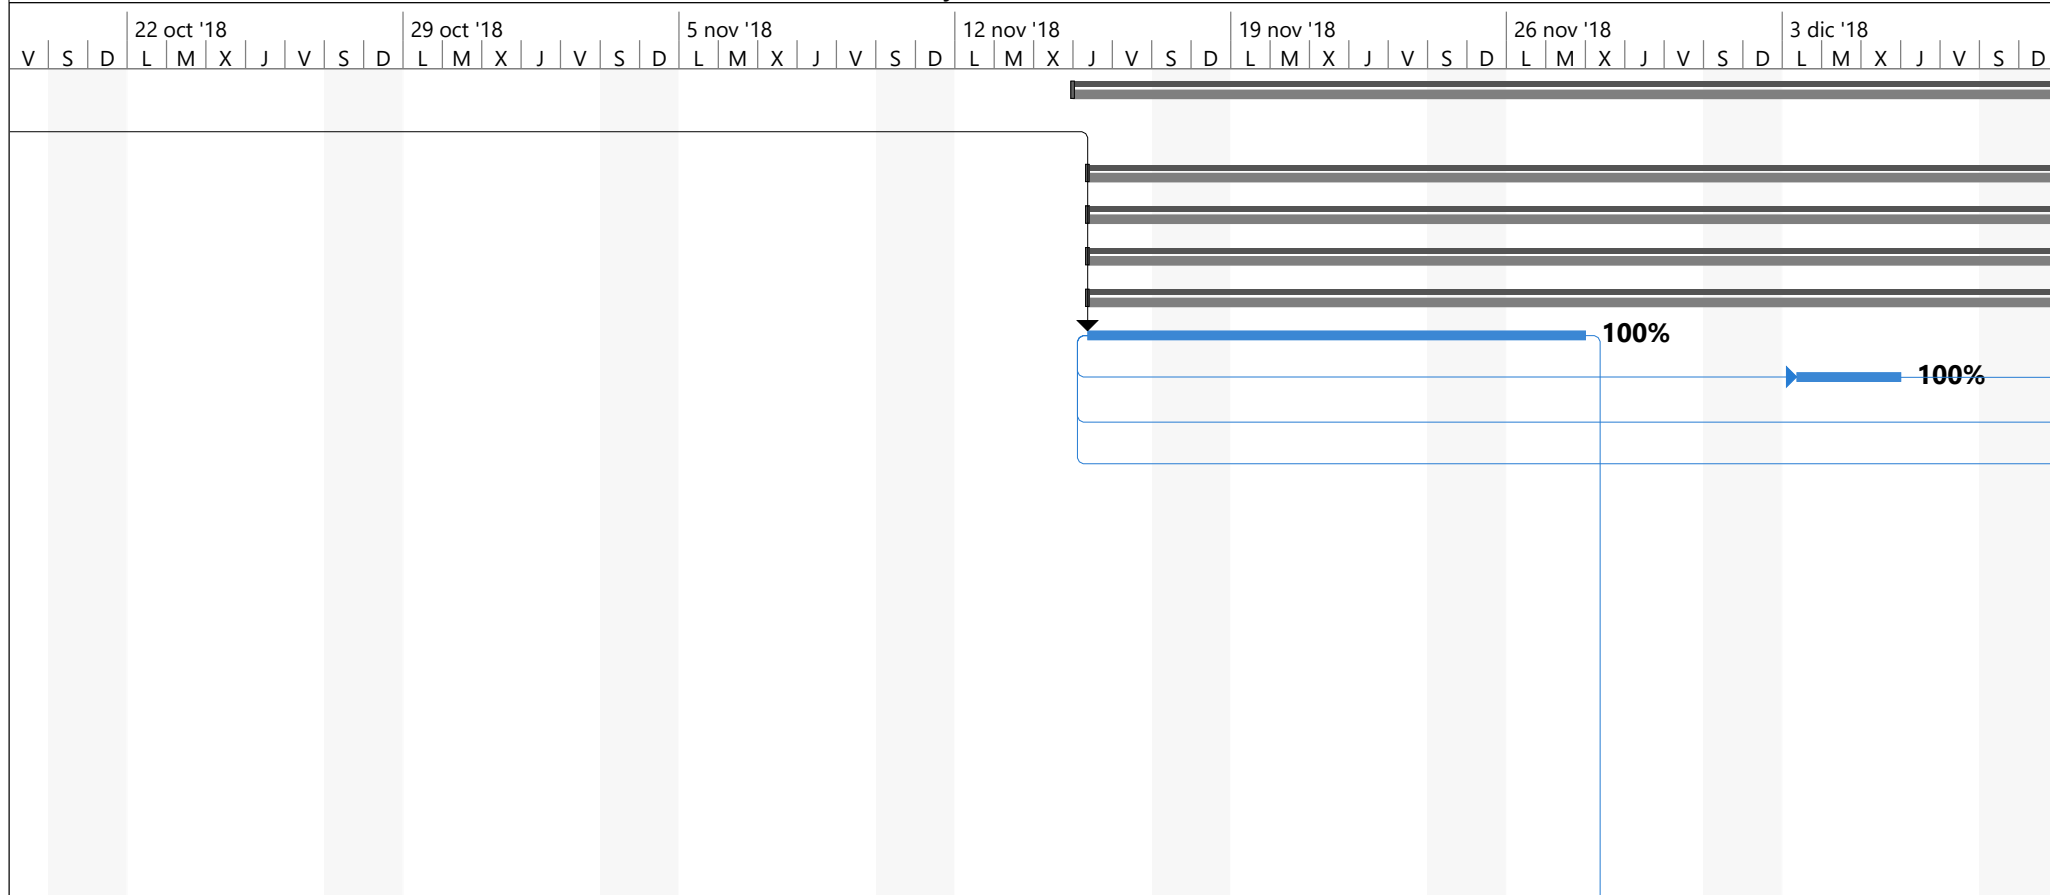 22 oct '18 29 oct '18 5 nov '18 12 nov '18 19 nov '18 26 nov '18 3 dic '18
V S D L M X J V S D L M X J V S D L M X J V S D L M X J V S D L M X J V S D L M X J V S D L M X J V S D
100%
100%